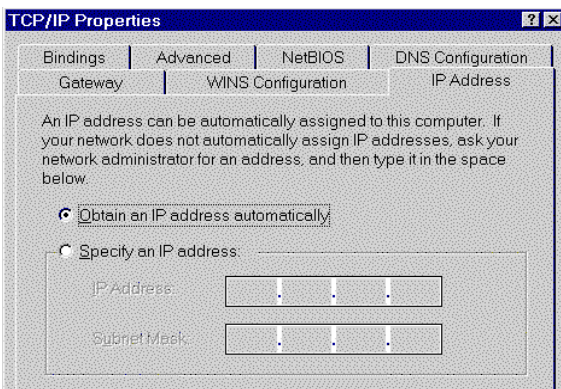 TCP/IP Properties
Bindings Advanced NetBIOS DNS Configuration
Gateway WINS Configuration IP Address
An IP address can be automatically assigned to this computer. If
your network does not automatically assign IP addresses, ask your
network administrator for an address, and then type it in the space
below.
Obtain an IP address automatically
Specify an IP address:
IP Address:
Subnet Mask: